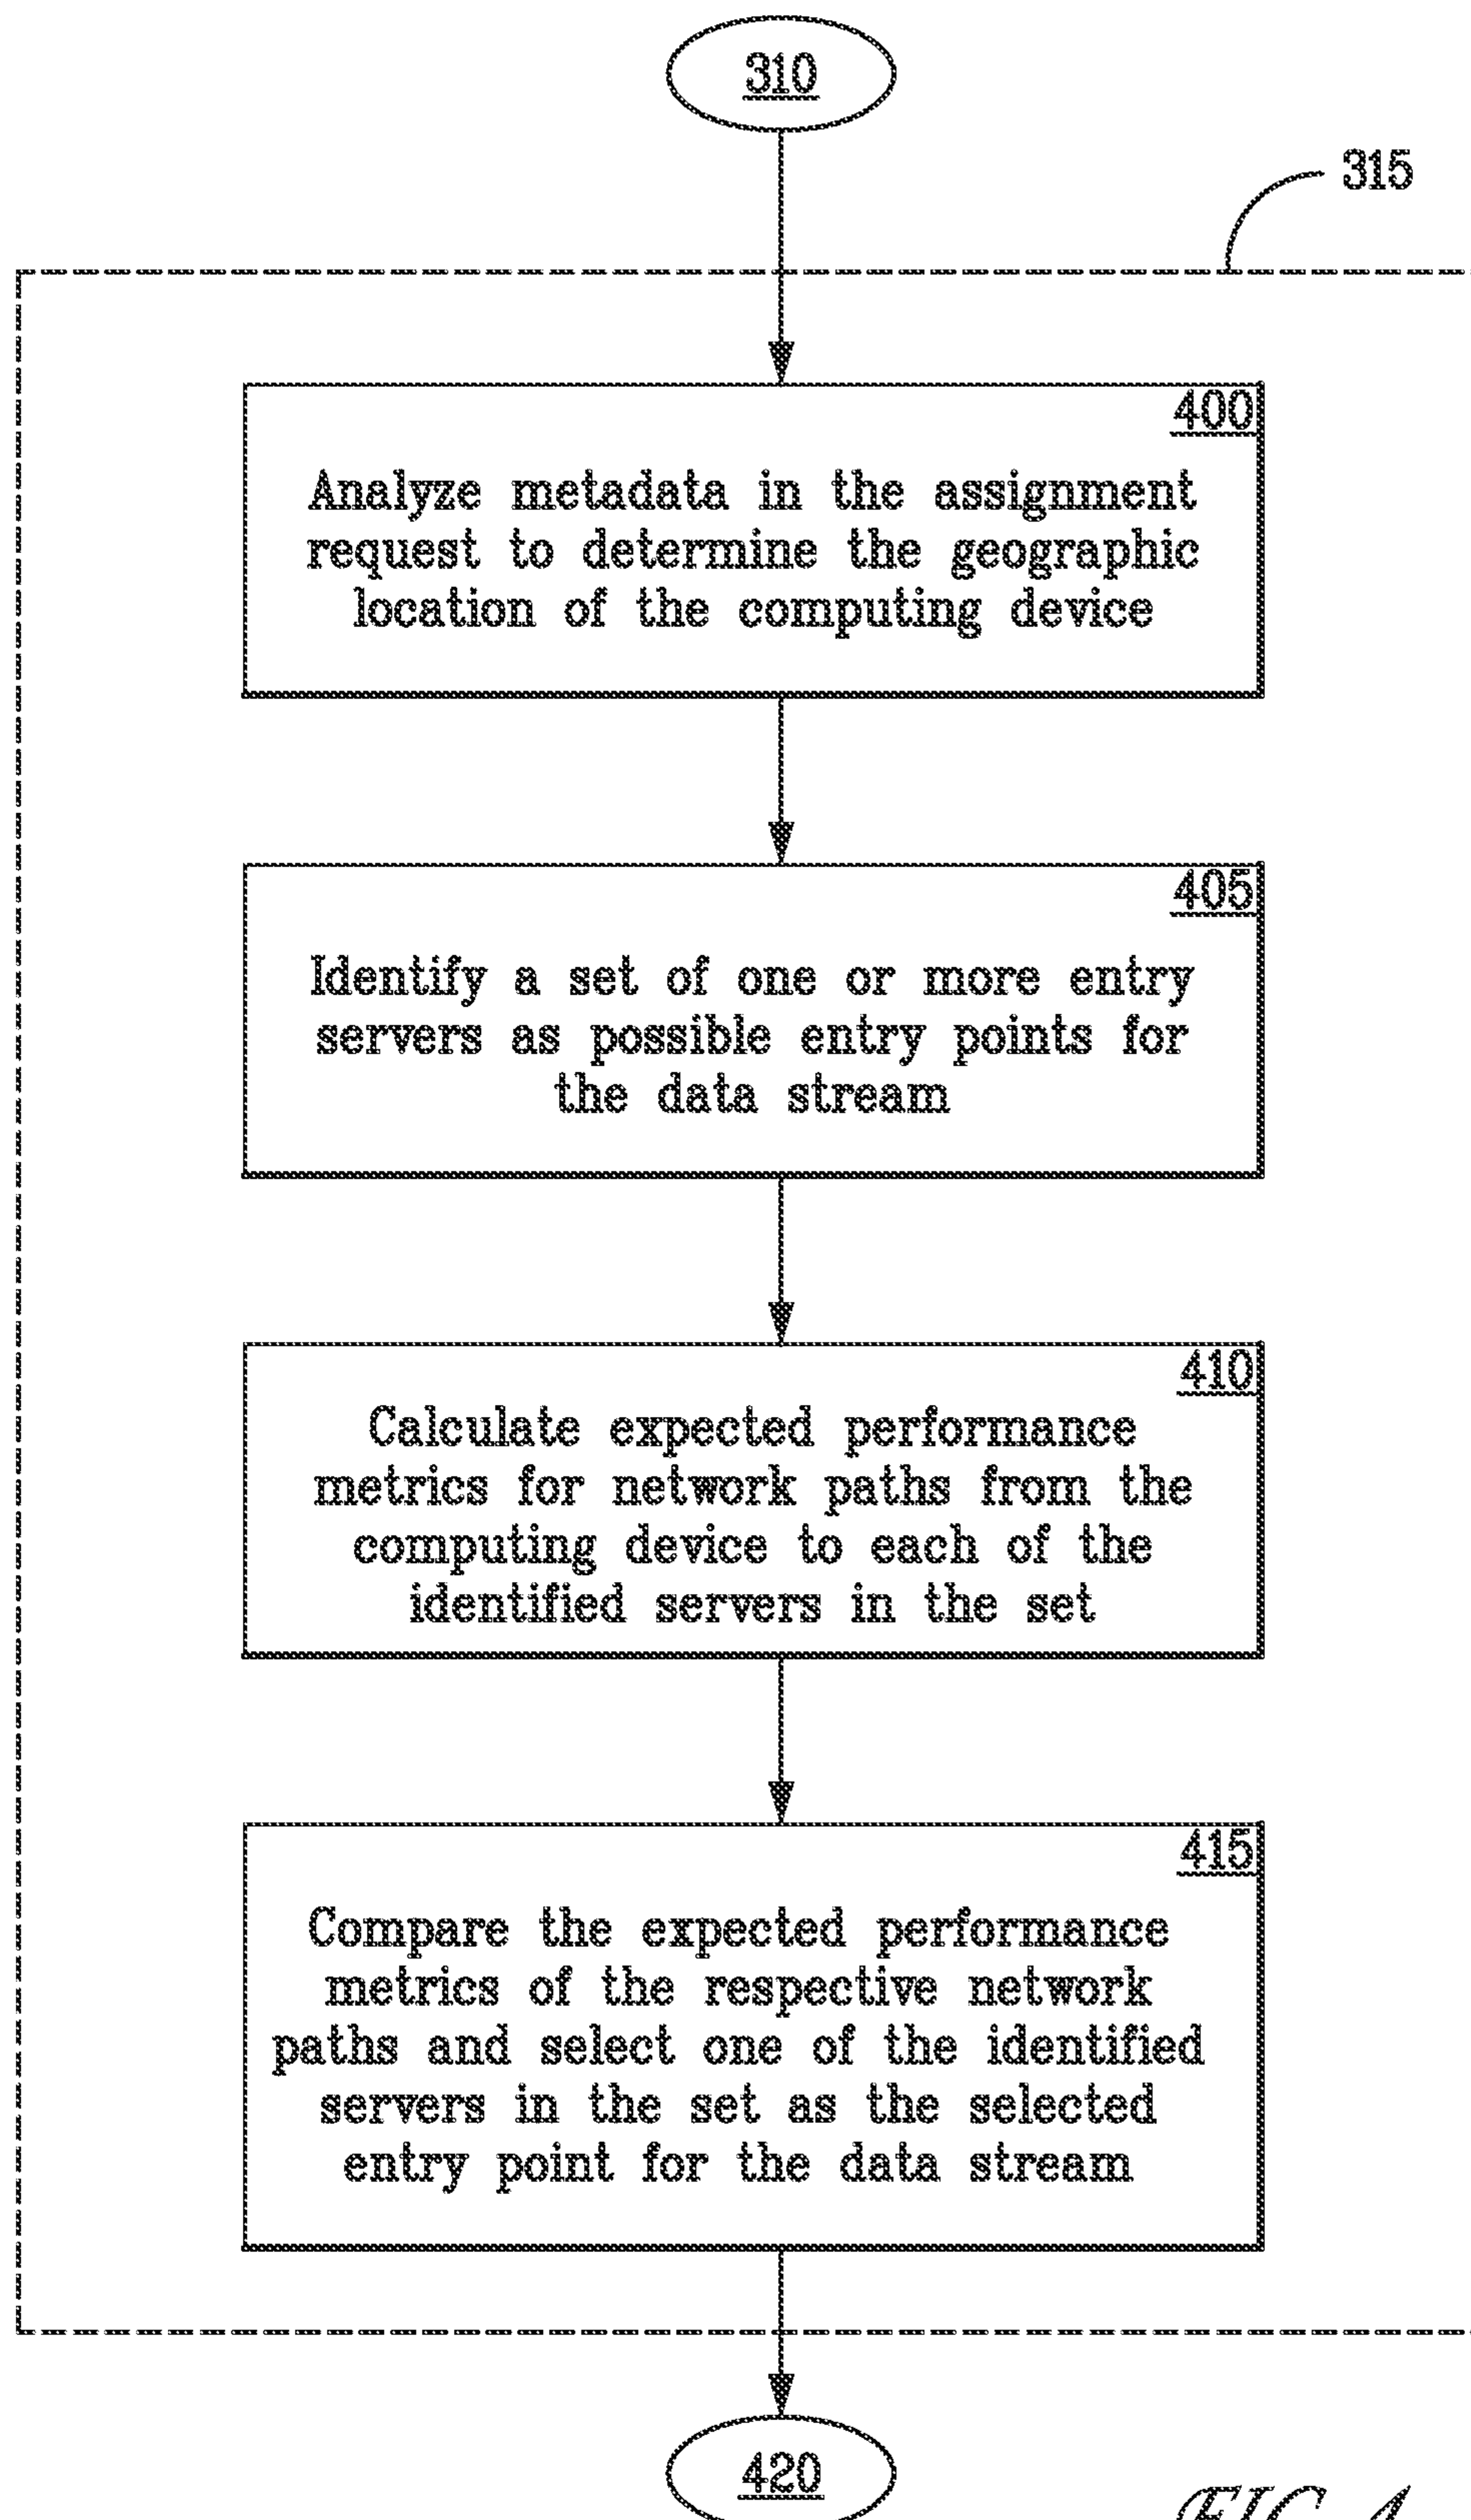 310
315
400
Analyze metadata in the assignment
request to determine the geographic
location of the computing device
405
Identify a set of one or more entry
servers as possible entry points for
the data stream
410
Calculate expected performance
metrics for network paths from the
computing device to each of the
identified servers in the set
415
Compare the expected performance
metrics of the respective network
paths and select one of the identified
servers in the set as the selected
entry point for the data stream
420